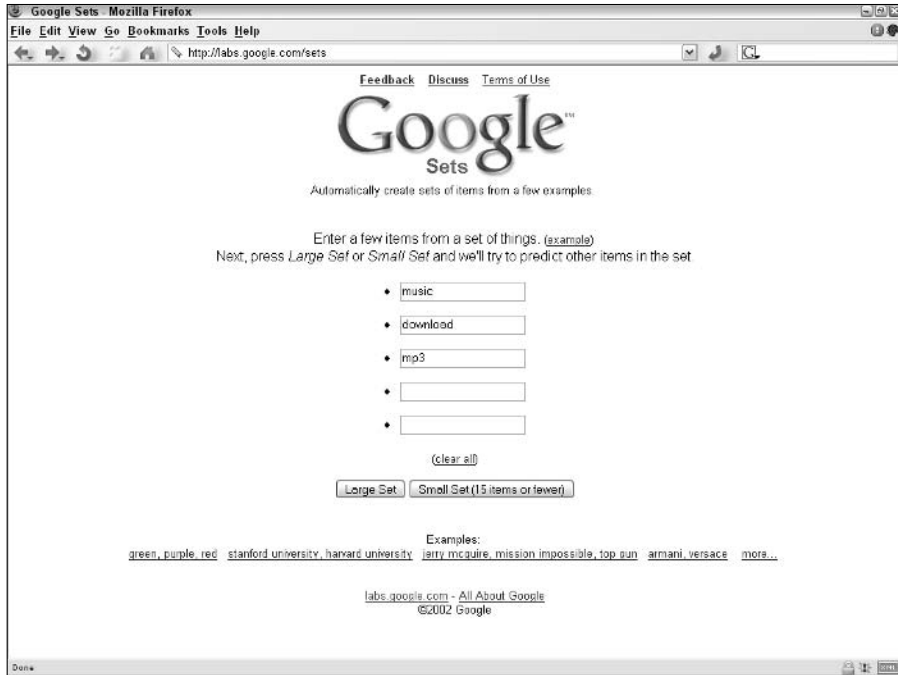 Google Sets - Mozilla Firefox
File Edit View Go Bookmarks Tools Help
http://labs.google.com/sets
G
Feedback Discuss Terms of Use
Google™
Sets
Automatically create sets of items from a few examples.
Enter a few items from a set of things. (example)
Next, press Large Set or Small Set and we'll try to predict other items in the set
music
download
mp3
(clear all)
Large Set Small Set (15 items or fewer)
Examples:
green, purple, red stanford university, harvard university jerry mcguire, mission impossible, top gun armani, versace more...
labs.google.com - All About Google
©2002 Google
Done